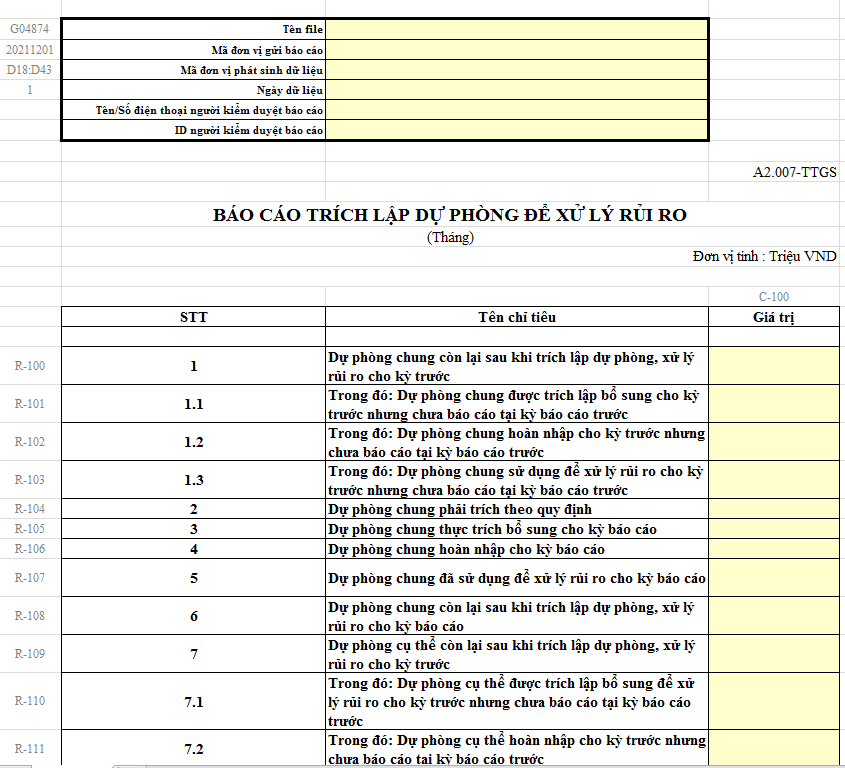 G04874 Tên file
20211201 Mã đơn vị gửi báo cáo
D18:D43 Mã đơn vị phát sinh dữ liệu
1 Ngày dữ liệu
Tên/Số điện thoại người kiểm duyệt báo cáo
ID người kiểm duyệt báo cáo
A2.007-TTGS
BÁO CÁO TRÍCH LẬP DỰ PHÒNG ĐỂ XỬ LÝ RỦI RO
(Tháng)
Đơn vị tính : Triệu VND
C-100
STT Tên chỉ tiêu Giá trị
R-100 1 Dự phòng chung còn lại sau khi trích lập dự phòng, xử lý
rủi ro cho kỳ trước
R-101 1.1 Trong đó: Dự phòng chung được trích lập bổ sung cho kỳ
trước nhưng chưa báo cáo tại kỳ báo cáo trước
R-102 1.2 Trong đó: Dự phòng chung hoàn nhập cho kỳ trước nhưng
chưa báo cáo tại kỳ báo cáo trước
R-103 1.3 Trong đó: Dự phòng chung sử dụng để xử lý rủi ro cho kỳ
trước nhưng chưa báo cáo tại kỳ báo cáo trước
R-104 2 Dự phòng chung phải trích theo quy định
R-105 3 Dự phòng chung thực trích bổ sung cho kỳ báo cáo
R-106 4 Dự phòng chung hoàn nhập cho kỳ báo cáo
R-107 5 Dự phòng chung đã sử dụng để xử lý rủi ro cho kỳ báo cáo
R-108 6 Dự phòng chung còn lại sau khi trích lập dự phòng, xử lý
rủi ro cho kỳ báo cáo
R-109 7 Dự phòng cụ thể còn lại sau khi trích lập dự phòng, xử lý
rủi ro cho kỳ trước
R-110 7.1 Trong đó: Dự phòng cụ thể được trích lập bổ sung để xử
lý rủi ro cho kỳ trước nhưng chưa báo cáo tại kỳ báo cáo
trước
R-111 7.2 Trong đó: Dự phòng cụ thể hoàn nhập cho kỳ trước nhưng
chưa báo cáo tại kỳ báo cáo trước